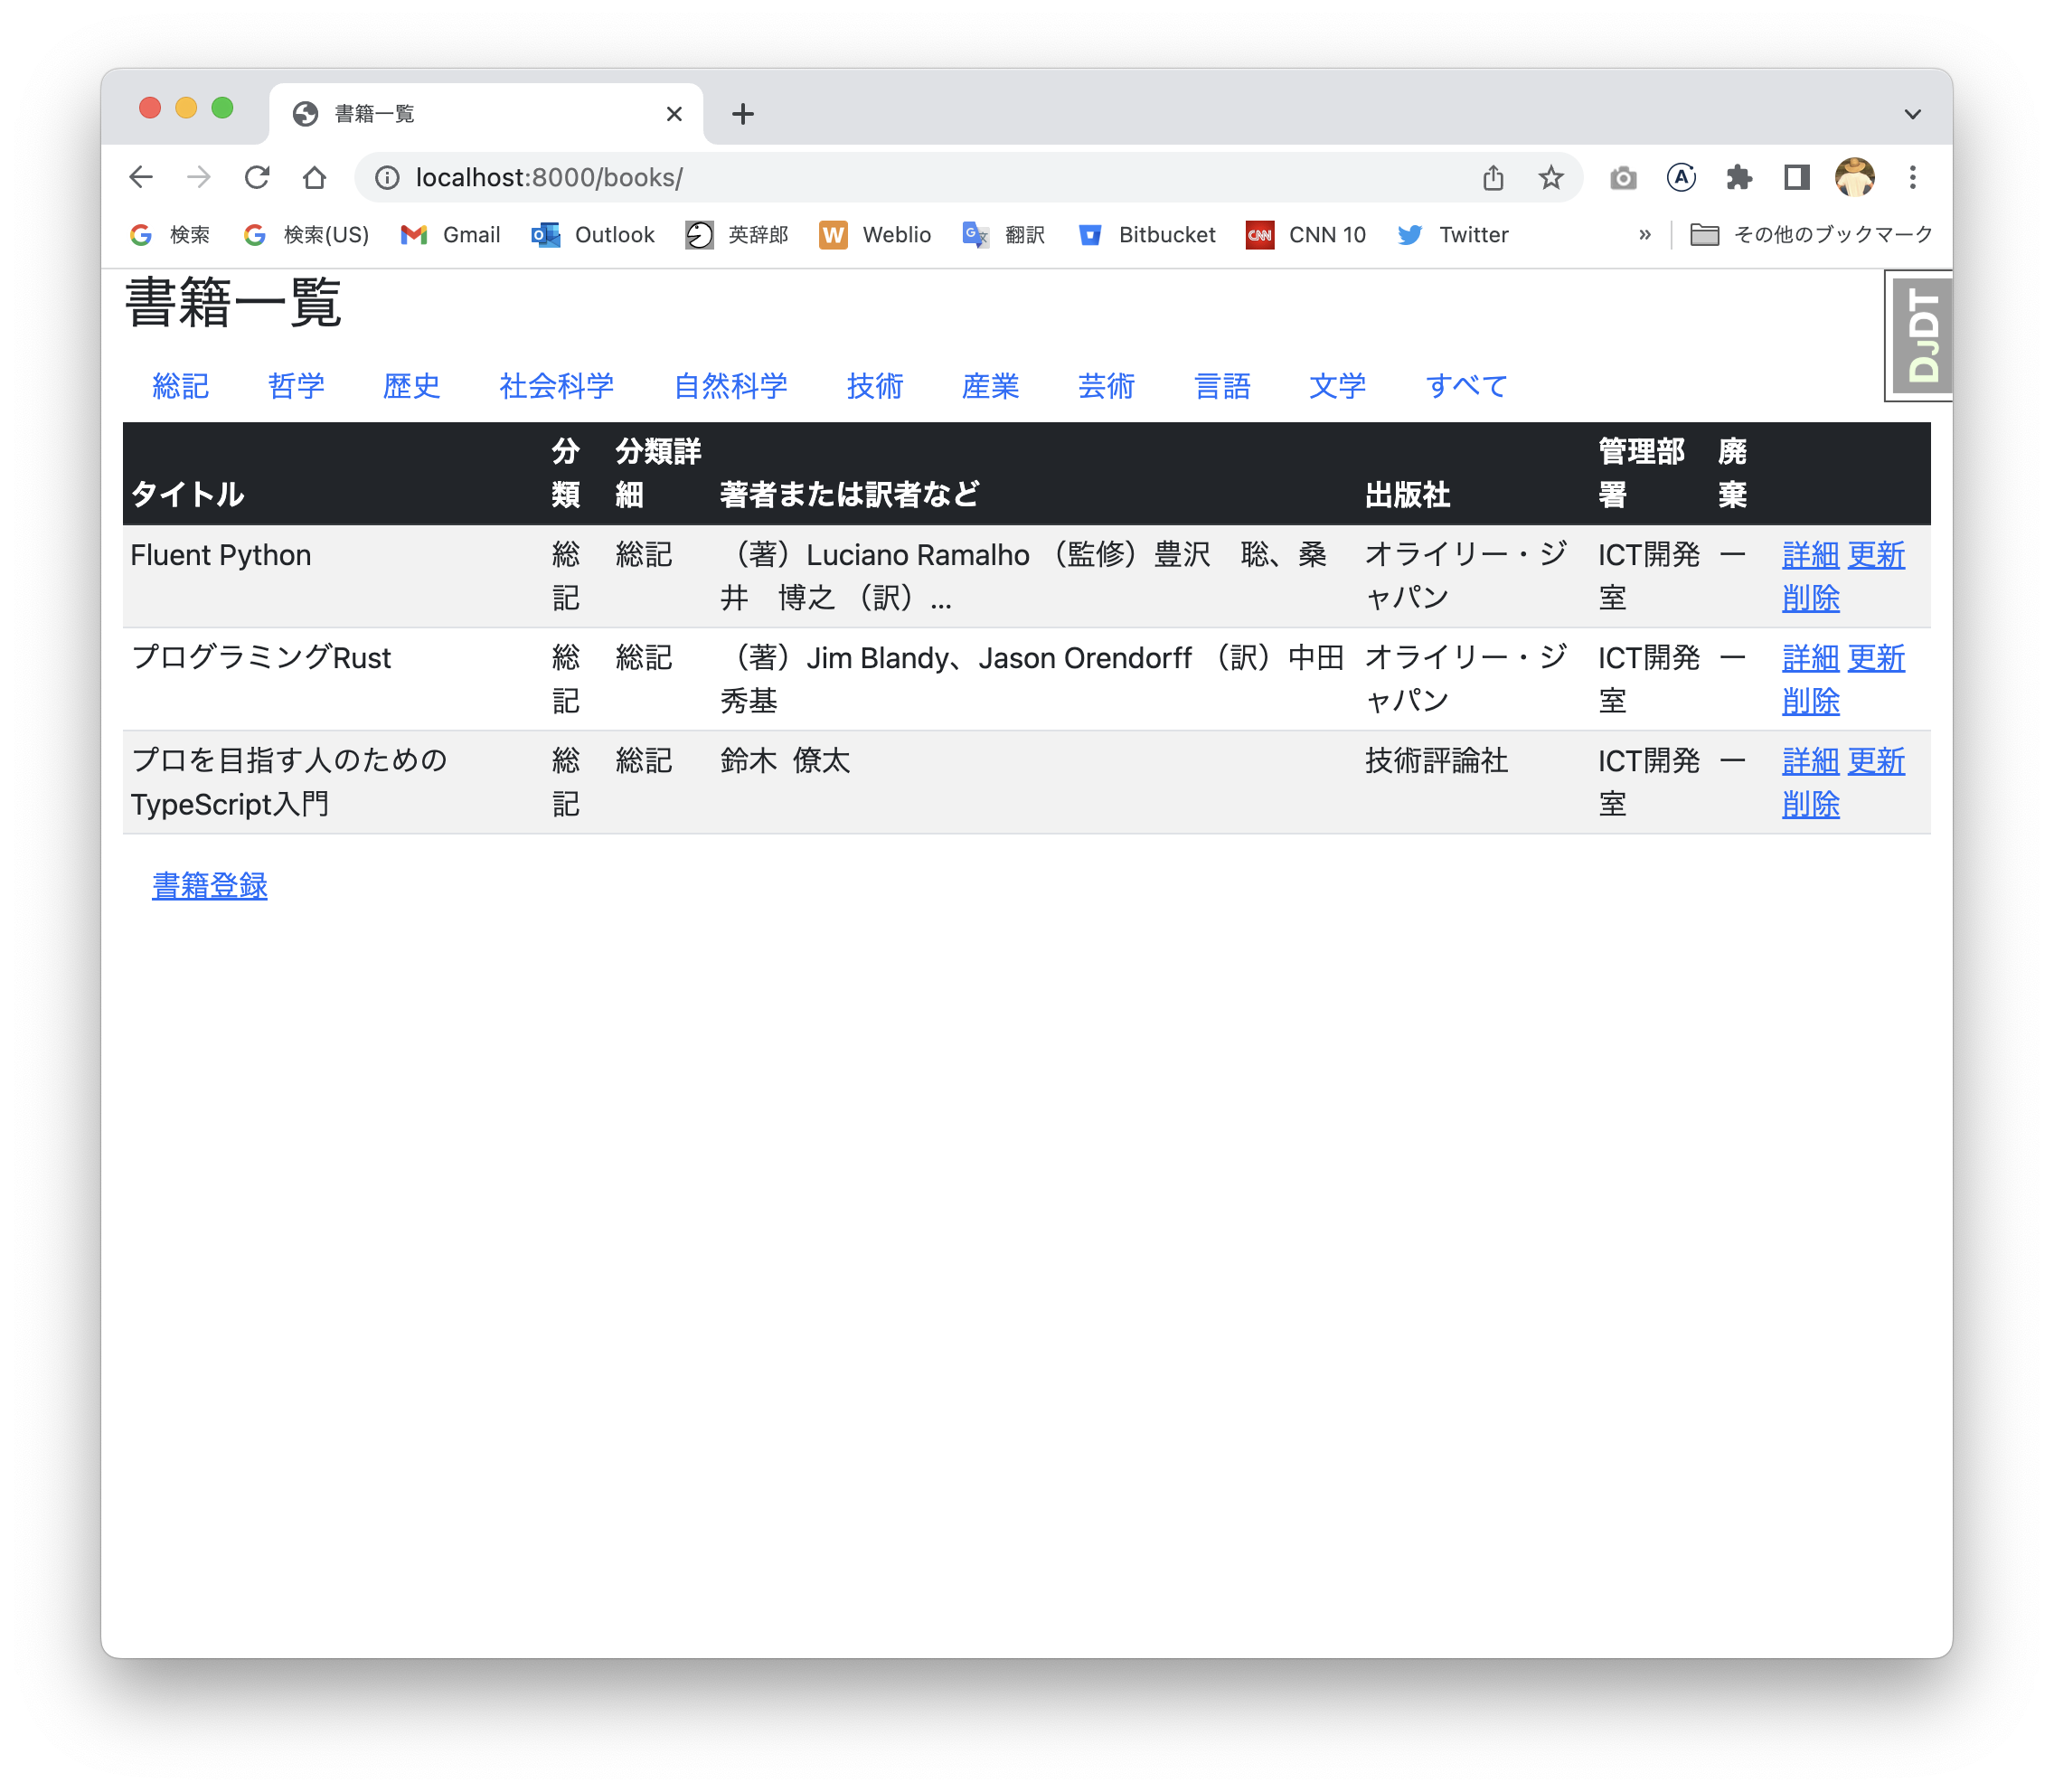 書籍一覧
localhost:8000/books/
検索 検索(US) Gmail Outlook 英辞郎 Weblio 翻訳 Bitbucket CNN 10 Twitter » その他のブックマーク
書籍一覧
DJDT
総記 哲学 歴史 社会科学 自然科学 技術 産業 芸術 言語 文学 すべて
タイトル 分類 分類詳細 著者または訳者など 出版社 管理部署 廃棄
Fluent Python 総記 総記 （著）Luciano Ramalho （監修）豊沢　聡、桑井　博之 （訳）... オライリー・ジャパン ICT開発室 ー 詳細 更新 削除
プログラミングRust 総記 総記 （著）Jim Blandy、Jason Orendorff （訳）中田 秀基 オライリー・ジャパン ICT開発室 ー 詳細 更新 削除
プロを目指す人のためのTypeScript入門 総記 総記 鈴木 僚太 技術評論社 ICT開発室 ー 詳細 更新 削除
書籍登録